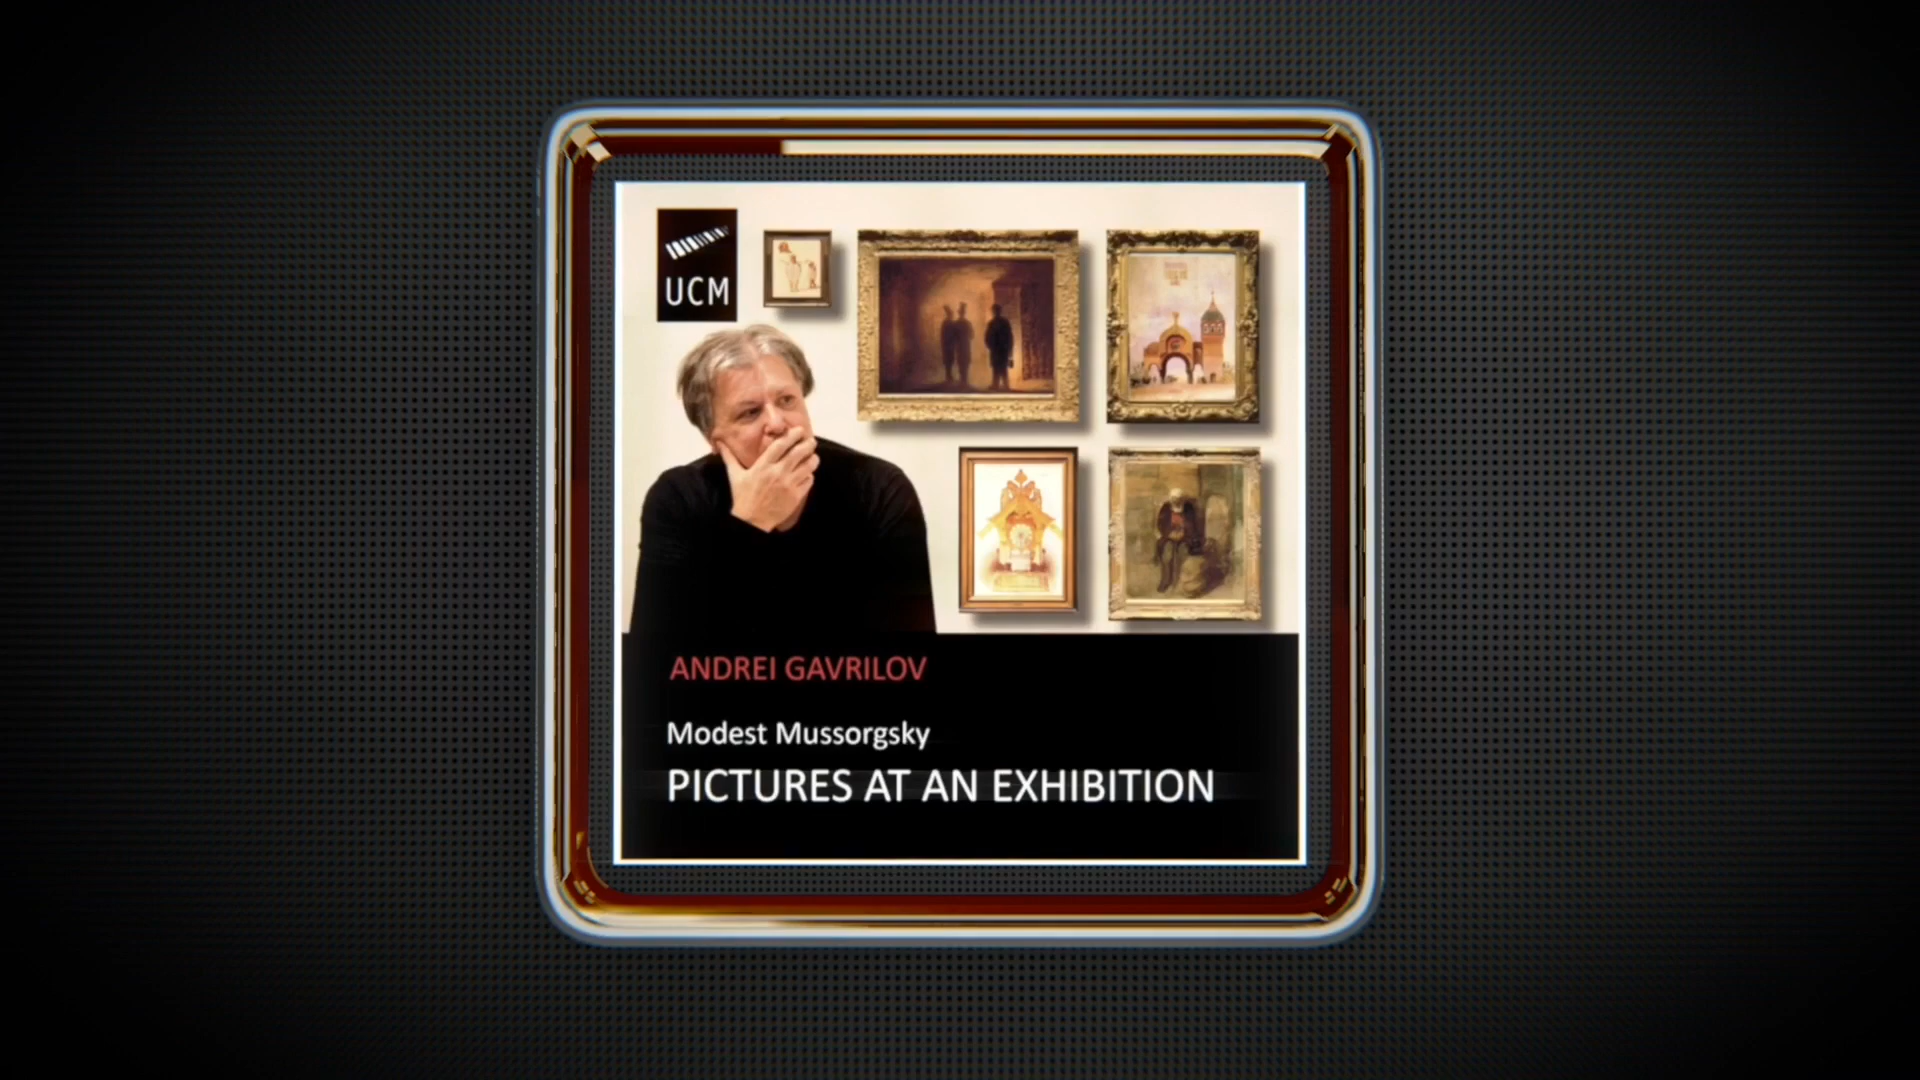 UCM
ANDREI GAVRILOV
Modest Mussorgsky
PICTURES AT AN EXHIBITION